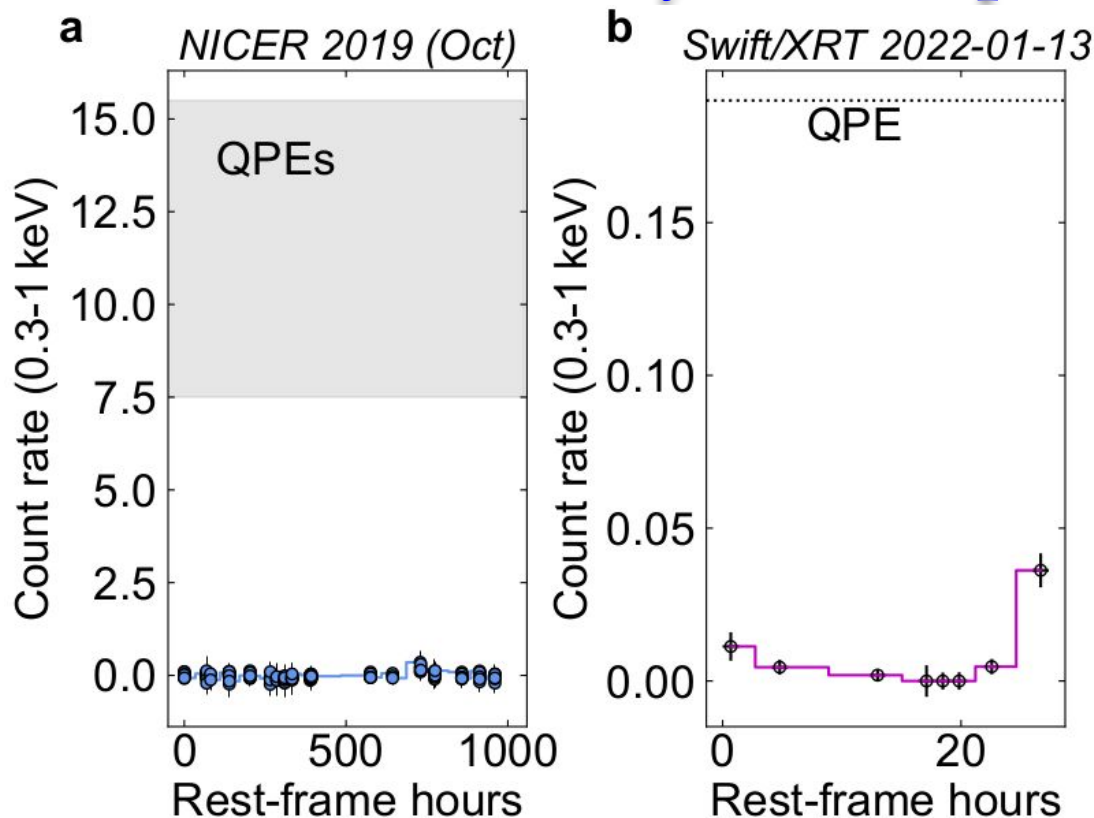 a
NICER 2019 (Oct)
Count rate (0.3-1 keV)
15.0
12.5
10.0
7.5
5.0
2.5
0.0
QPEs
0 500 1000
Rest-frame hours
b
Swift/XRT 2022-01-13
Count rate (0.3-1 keV)
0.15
0.10
0.05
0.00
QPE
0 20
Rest-frame hours